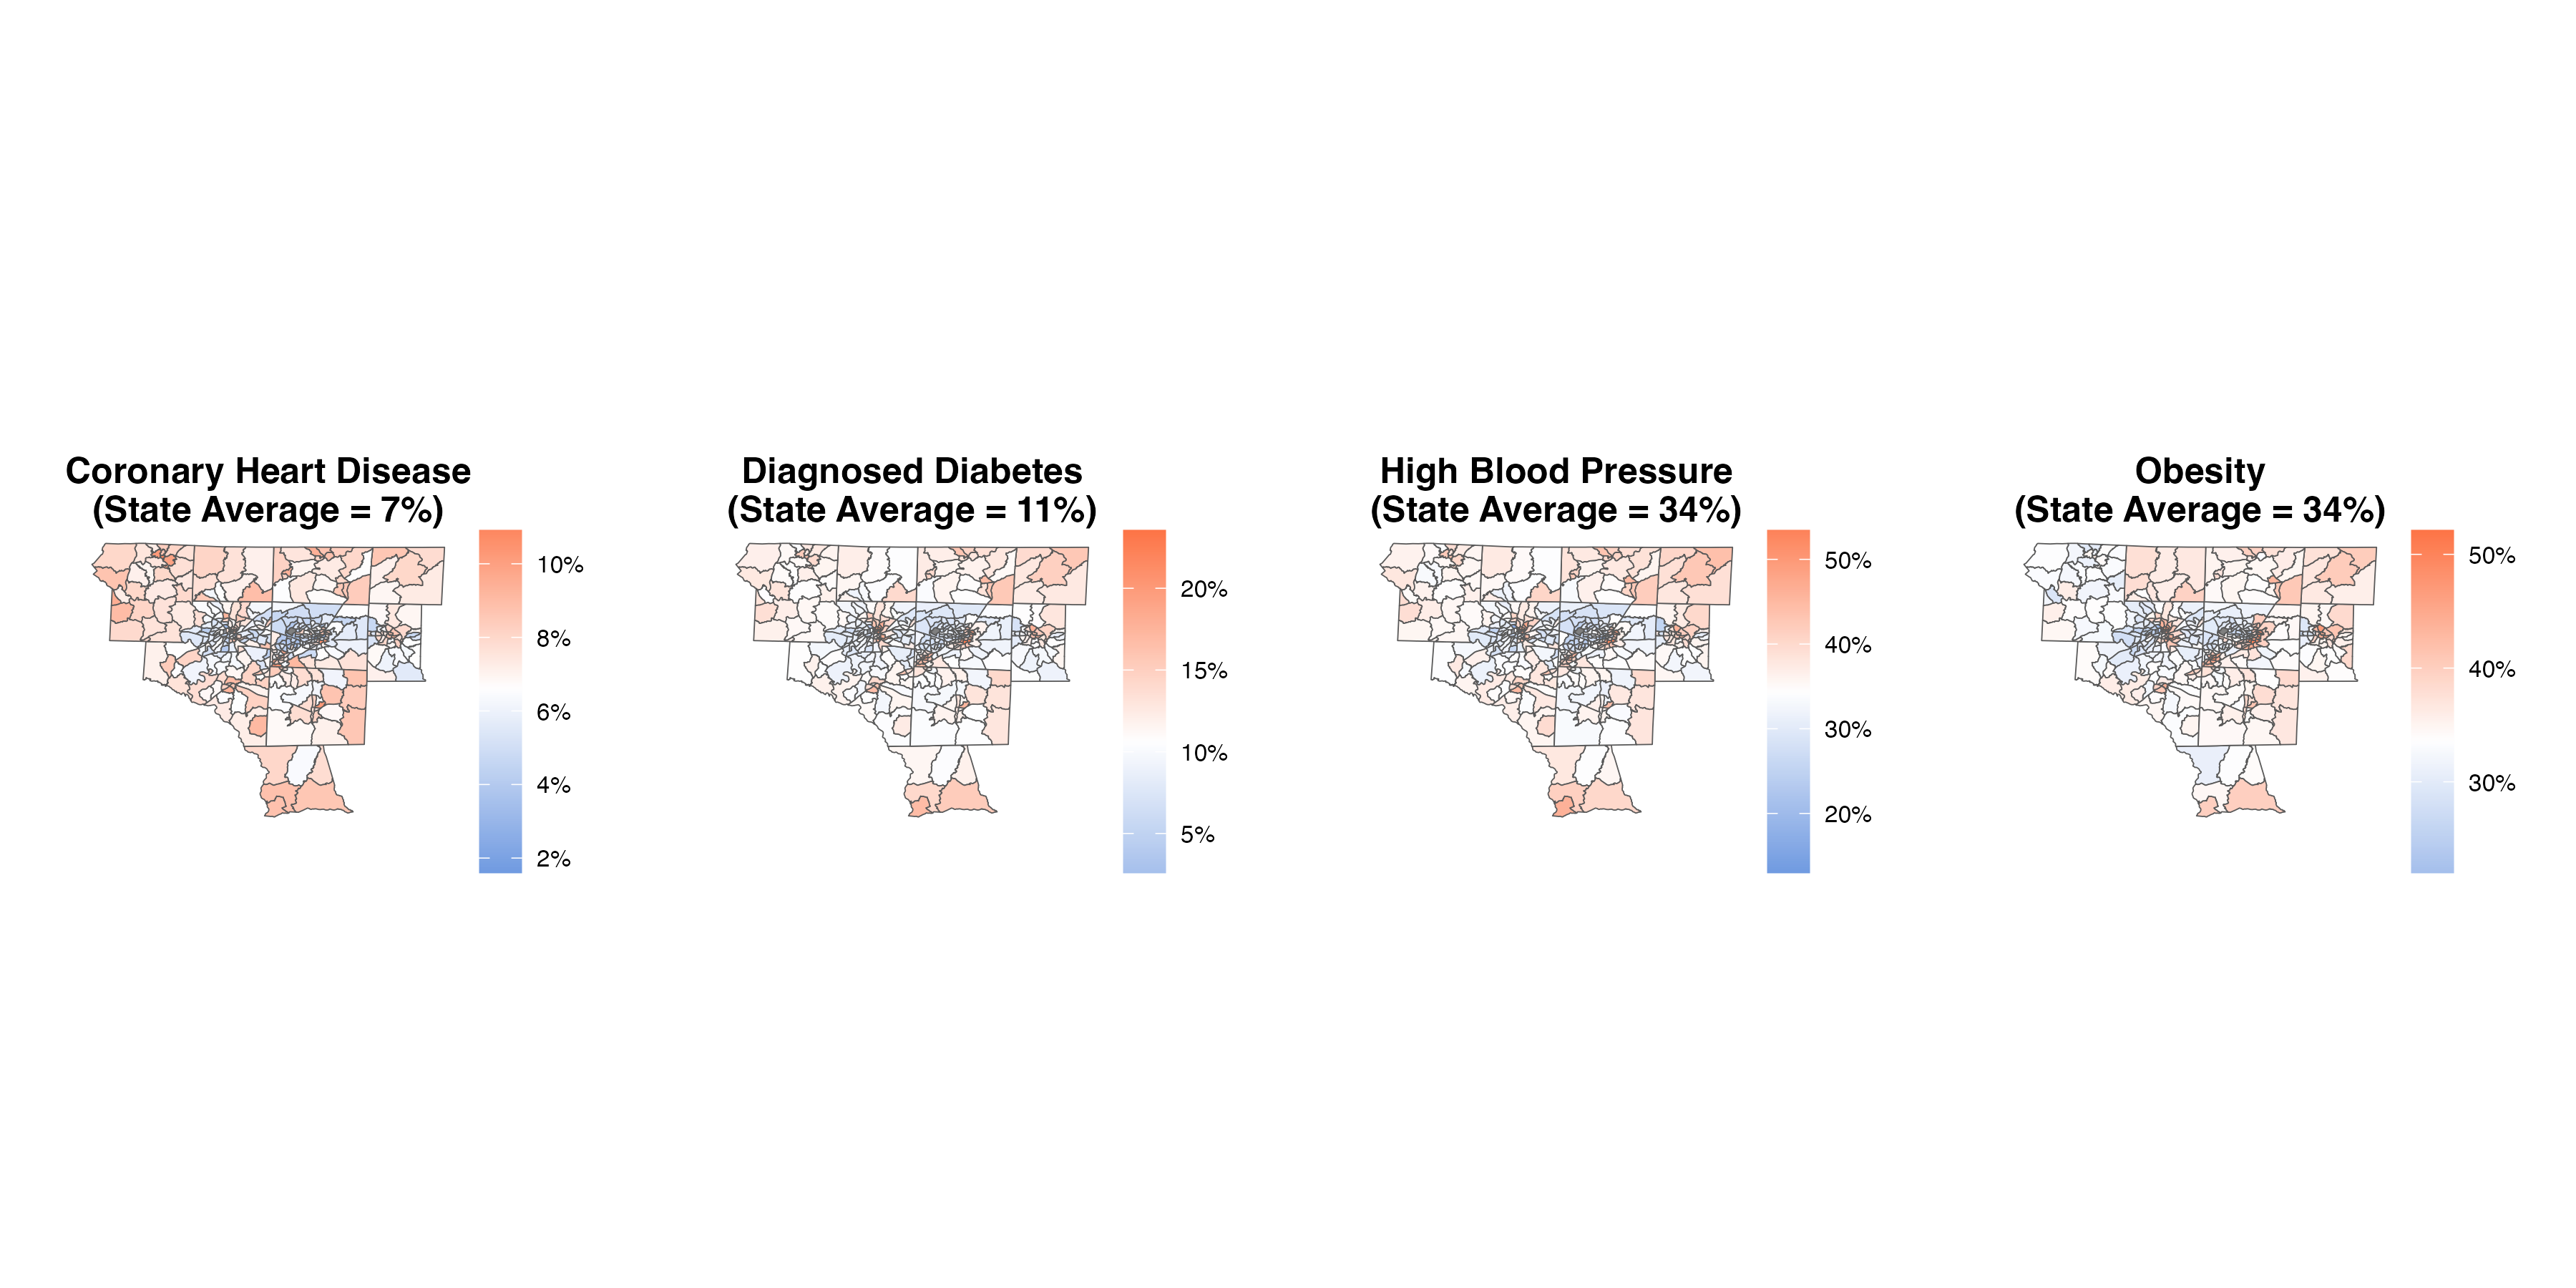 Coronary Heart Disease
(State Average = 7%)
10%
8%
6%
4%
2%
Diagnosed Diabetes
(State Average = 11%)
20%
15%
10%
5%
High Blood Pressure
(State Average = 34%)
50%
40%
30%
20%
Obesity
(State Average = 34%)
50%
40%
30%